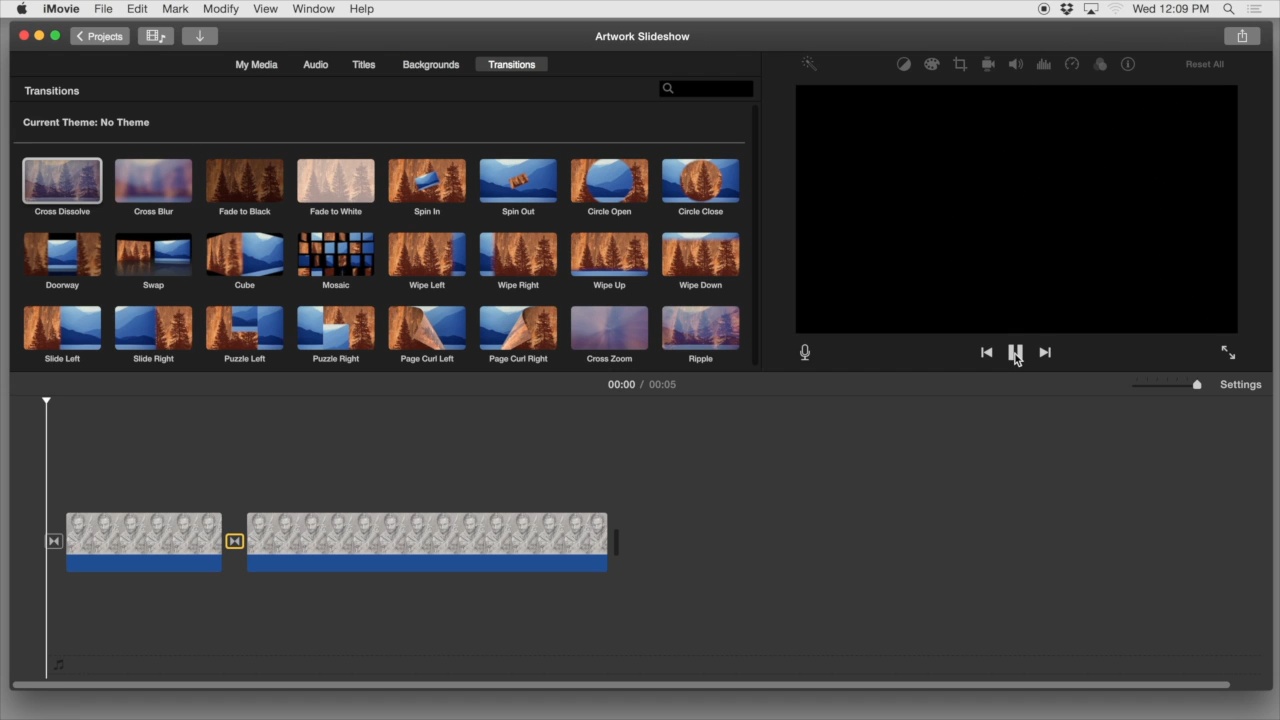 iMovie File Edit Mark Modify View Window Help Wed 12:09 PM
Projects Artwork Slideshow
My Media Audio Titles Backgrounds Transitions Reset All
Transitions
Current Theme: No Theme
Cross Dissolve Cross Blur Fade to Black Fade to White Spin In Spin Out Circle Open Circle Close
Doorway Swap Cube Mosaic Wipe Left Wipe Right Wipe Up Wipe Down
Slide Left Slide Right Puzzle Left Puzzle Right Page Curl Left Page Curl Right Cross Zoom Ripple
00:00 / 00:05 Settings